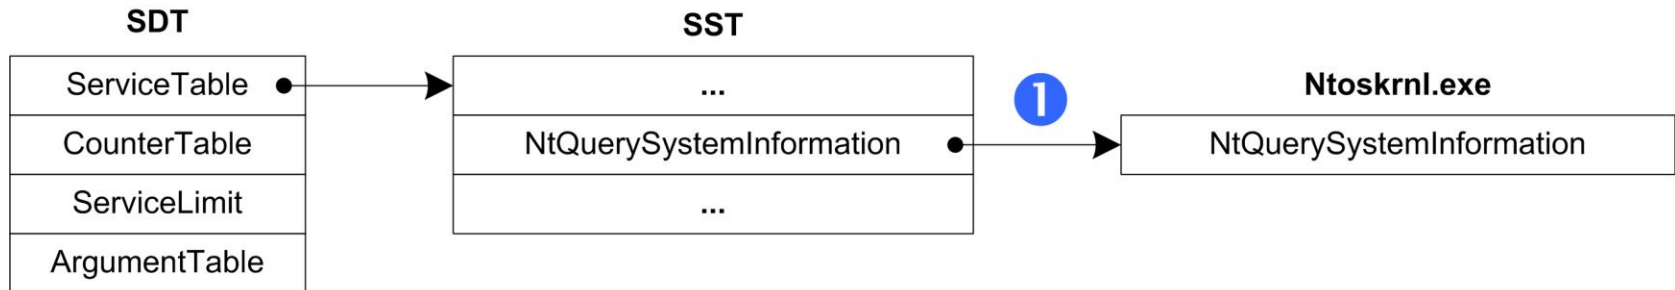 SDT
ServiceTable
CounterTable
ServiceLimit
ArgumentTable
SST
...
NtQuerySystemInformation
...
1
Ntoskrnl.exe
NtQuerySystemInformation